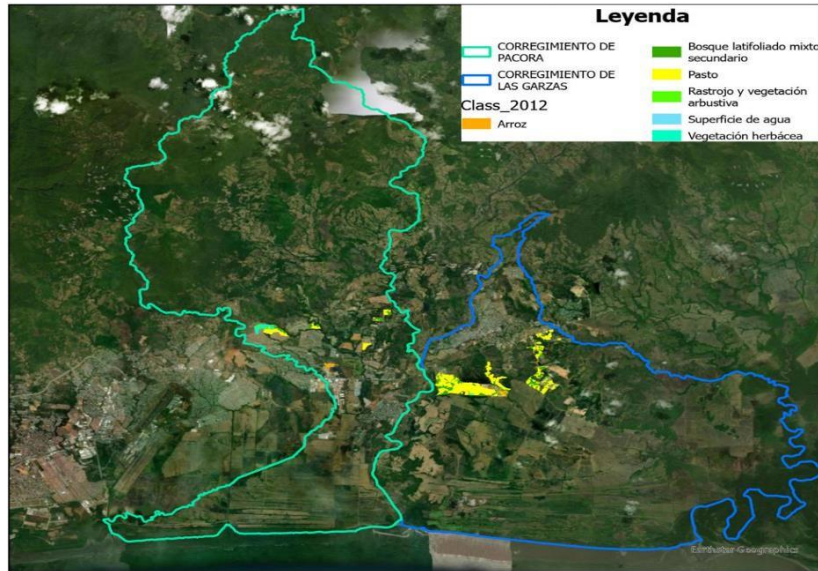 Leyenda
CORREGIMIENTO DE
PACORA
CORREGIMIENTO DE
LAS GARZAS
Class_2012
Arroz
Bosque latifoliado mixto
secundario
Pasto
Rastrojo y vegetación
arbustiva
Superficie de agua
Vegetación herbácea
Earthstar Geographics